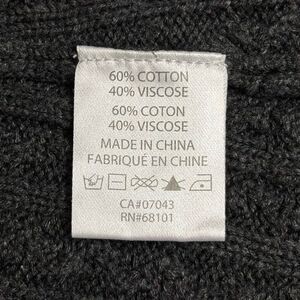 60% COTTON
40% VISCOSE
60% COTON
40% VISCOSE
MADE IN CHINA
FABRIQUÉ EN CHINE
CA#07043
RN#68101